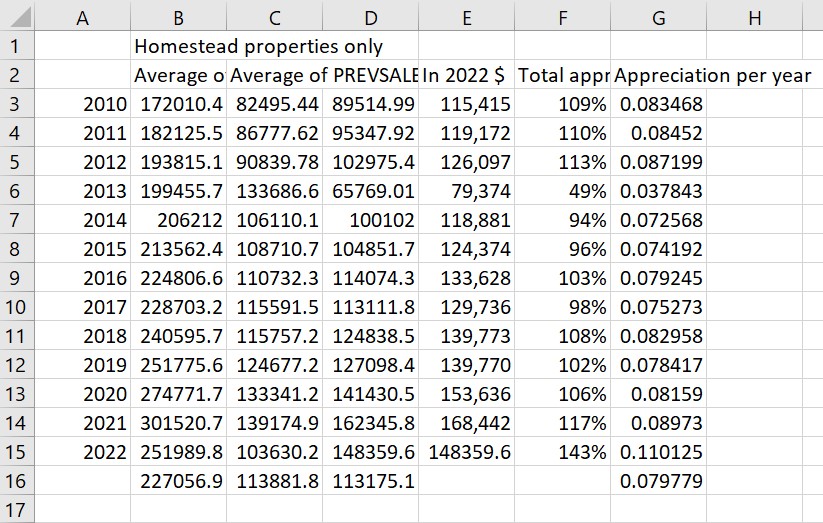 A B C D E F G H
1 Homestead properties only
2 Average o Average of PREVSALE In 2022 $ Total appr Appreciation per year
3 2010 172010.4 82495.44 89514.99 115,415 109% 0.083468
4 2011 182125.5 86777.62 95347.92 119,172 110% 0.08452
5 2012 193815.1 90839.78 102975.4 126,097 113% 0.087199
6 2013 199455.7 133686.6 65769.01 79,374 49% 0.037843
7 2014 206212 106110.1 100102 118,881 94% 0.072568
8 2015 213562.4 108710.7 104851.7 124,374 96% 0.074192
9 2016 224806.6 110732.3 114074.3 133,628 103% 0.079245
10 2017 228703.2 115591.5 113111.8 129,736 98% 0.075273
11 2018 240595.7 115757.2 124838.5 139,773 108% 0.082958
12 2019 251775.6 124677.2 127098.4 139,770 102% 0.078417
13 2020 274771.7 133341.2 141430.5 153,636 106% 0.08159
14 2021 301520.7 139174.9 162345.8 168,442 117% 0.08973
15 2022 251989.8 103630.2 148359.6 148359.6 143% 0.110125
16 227056.9 113881.8 113175.1 0.079779
17